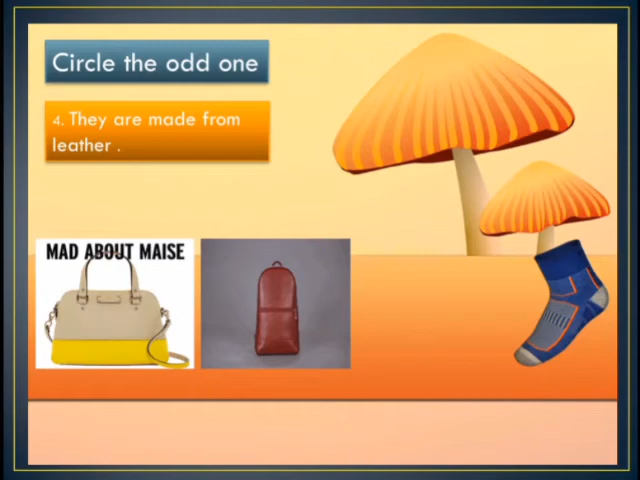 Circle the odd one
4. They are made from
leather .
MAD ABOUT MAISE